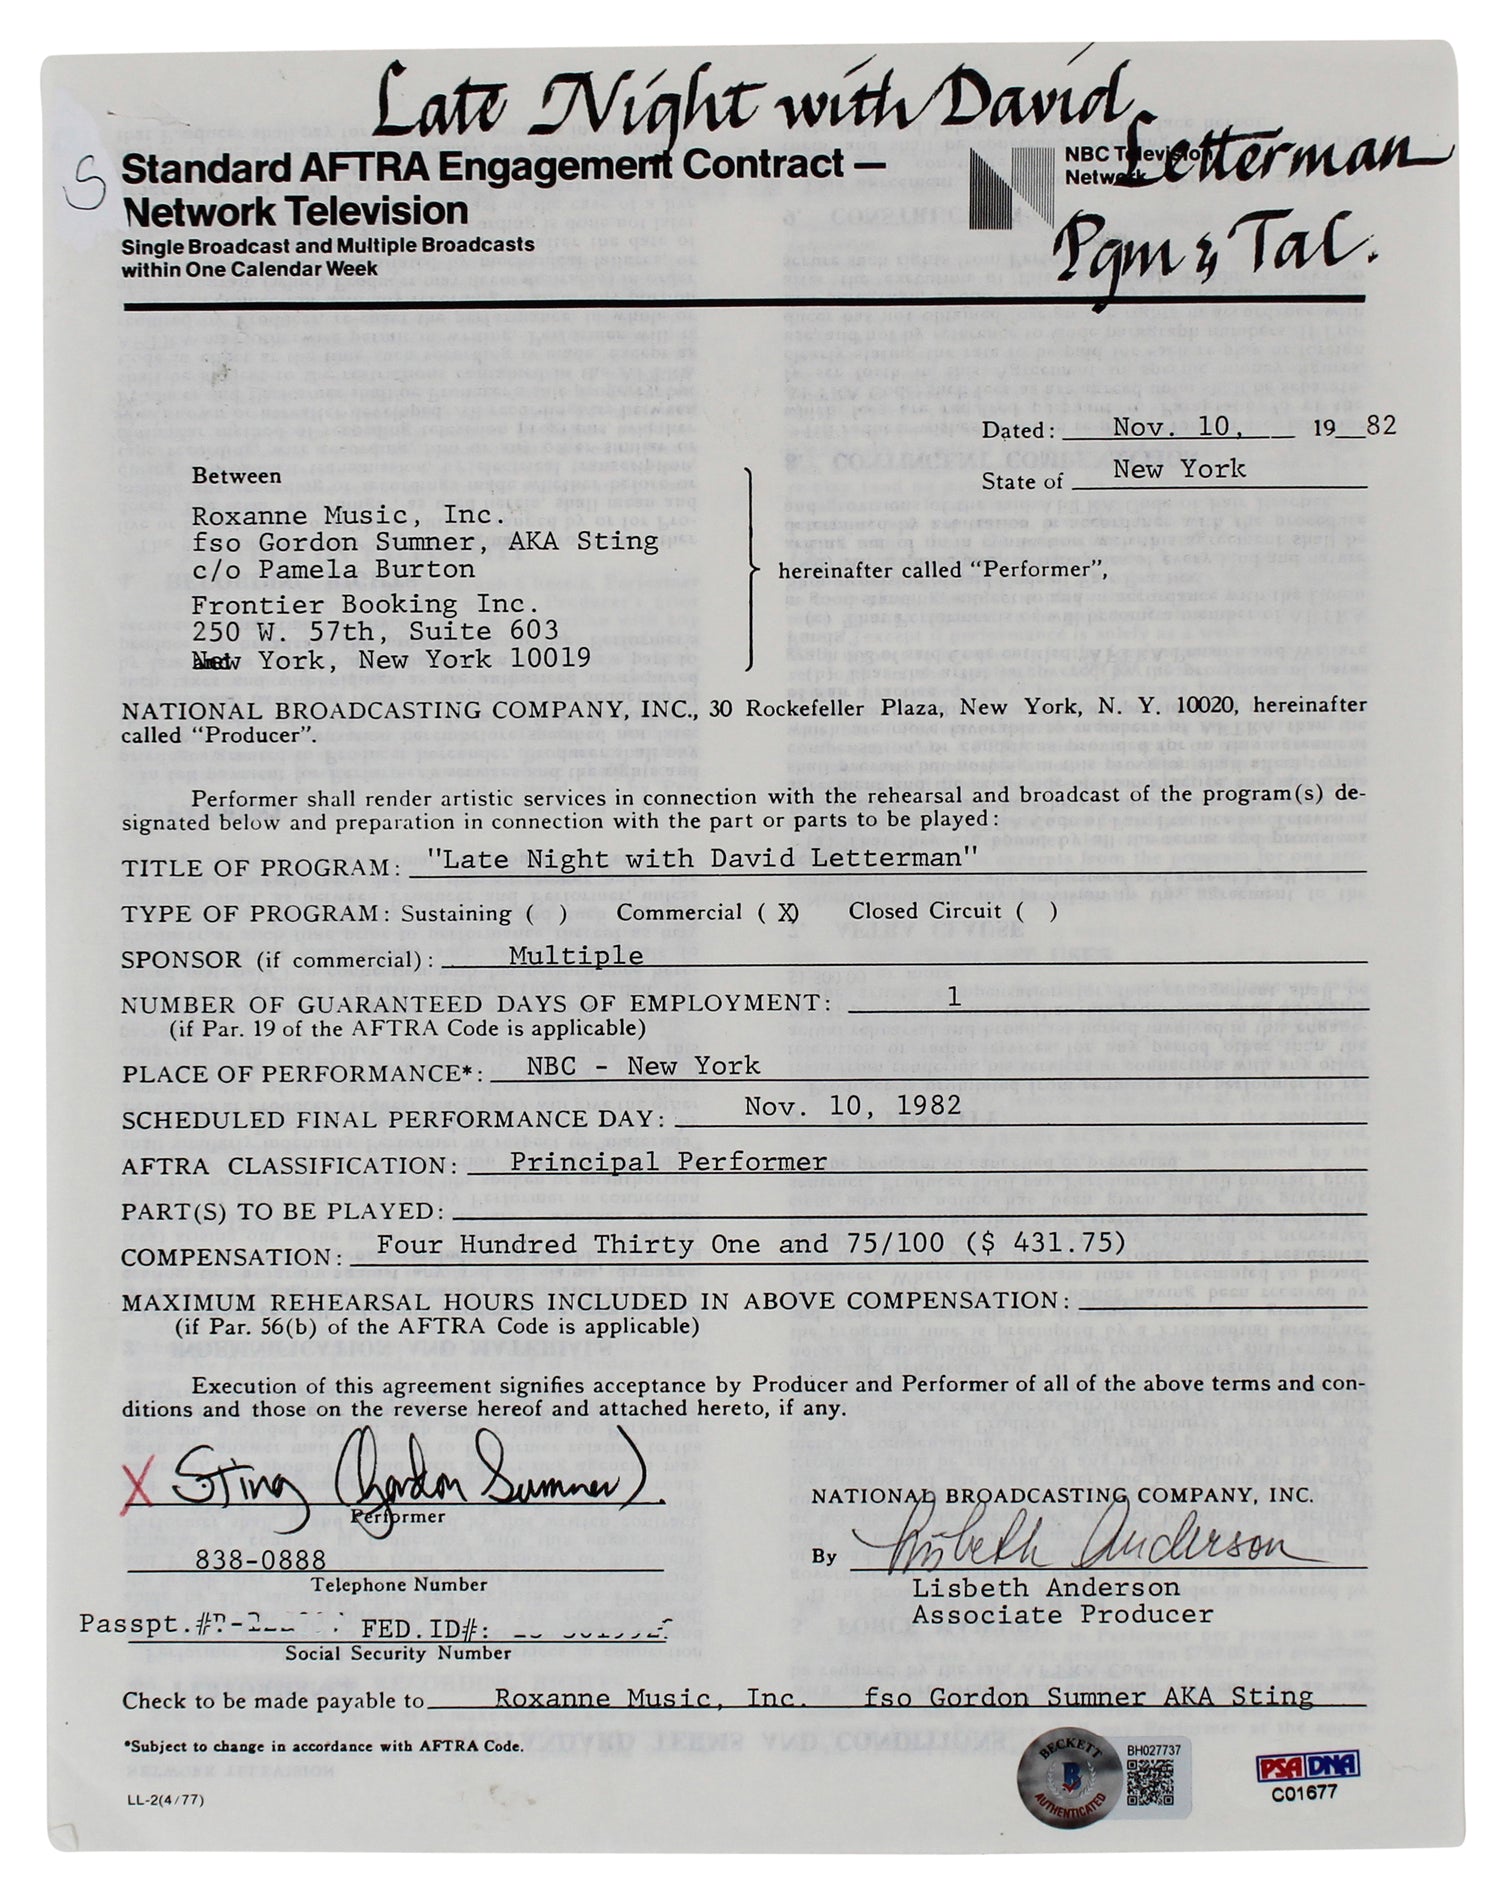 Late Night with David
Letterman
Pgm & Tal.
S
Standard AFTRA Engagement Contract —
Network Television
Single Broadcast and Multiple Broadcasts
within One Calendar Week
NBC Television
Network
Dated: Nov. 10, 19 82
State of New York
Between
Roxanne Music, Inc.
fso Gordon Sumner, AKA Sting
c/o Pamela Burton
Frontier Booking Inc.
250 W. 57th, Suite 603
New York, New York 10019
hereinafter called “Performer”,
NATIONAL BROADCASTING COMPANY, INC., 30 Rockefeller Plaza, New York, N. Y. 10020, hereinafter
called “Producer”.
Performer shall render artistic services in connection with the rehearsal and broadcast of the program(s) de-
signated below and preparation in connection with the part or parts to be played:
TITLE OF PROGRAM: "Late Night with David Letterman"
TYPE OF PROGRAM: Sustaining ( ) Commercial ( X) Closed Circuit ( )
SPONSOR (if commercial): Multiple
NUMBER OF GUARANTEED DAYS OF EMPLOYMENT: 1
(if Par. 19 of the AFTRA Code is applicable)
PLACE OF PERFORMANCE*: NBC - New York
SCHEDULED FINAL PERFORMANCE DAY: Nov. 10, 1982
AFTRA CLASSIFICATION: Principal Performer
PART(S) TO BE PLAYED:
COMPENSATION: Four Hundred Thirty One and 75/100 ($ 431.75)
MAXIMUM REHEARSAL HOURS INCLUDED IN ABOVE COMPENSATION:
(if Par. 56(b) of the AFTRA Code is applicable)
Execution of this agreement signifies acceptance by Producer and Performer of all of the above terms and con-
ditions and those on the reverse hereof and attached hereto, if any.
X Sting (Gordon Sumner).
Performer
838-0888
Telephone Number
Passpt.# FED.ID#:
Social Security Number
NATIONAL BROADCASTING COMPANY, INC.
By Lisbeth Anderson
Lisbeth Anderson
Associate Producer
Check to be made payable to Roxanne Music, Inc. fso Gordon Sumner AKA Sting
*Subject to change in accordance with AFTRA Code.
LL-2(4/77)
BECKETT
B
AUTHENTICATED
BH027737
PSA DNA
C01677